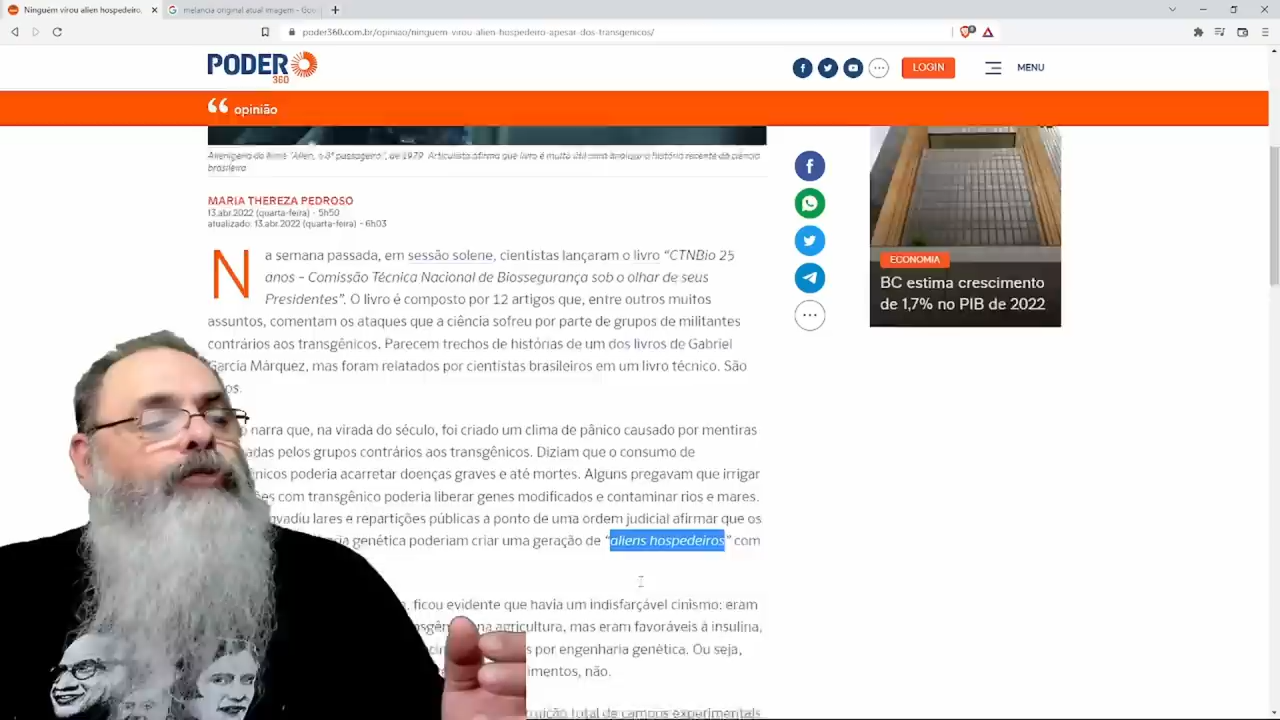 Ninguém virou alien hospedeiro,
melancia original atual imagem - Goo
poder360.com.br/opiniao/ninguem-virou-alien-hospedeiro-apesar-dos-transgenicos/
PODER
360
LOGIN
MENU
opinião
Alienígena do filme "Alien, o 8º passageiro", de 1979. Articulista afirma que livro é muito útil para analisar a história recente da ciência
brasileira
MARIA THEREZA PEDROSO
13.abr.2022 (quarta-feira) - 5h50
atualizado: 13.abr.2022 (quarta-feira) - 6h03
Na semana passada, em sessão solene, cientistas lançaram o livro “CTNBio 25
anos – Comissão Técnica Nacional de Biossegurança sob o olhar de seus
Presidentes”. O livro é composto por 12 artigos que, entre outros muitos
assuntos, comentam os ataques que a ciência sofreu por parte de grupos de militantes
contrários aos transgênicos. Parecem trechos de histórias de um dos livros de Gabriel
García Márquez, mas foram relatados por cientistas brasileiros em um livro técnico. São
os.
narra que, na virada do século, foi criado um clima de pânico causado por mentiras
adas pelos grupos contrários aos transgênicos. Diziam que o consumo de
nicos poderia acarretar doenças graves e até mortes. Alguns pregavam que irrigar
es com transgênico poderia liberar genes modificados e contaminar rios e mares.
nvadiu lares e repartições públicas a ponto de uma ordem judicial afirmar que os
ia genética poderiam criar uma geração de “aliens hospedeiros” com
, ficou evidente que havia um indisfarçável cinismo: eram
na agricultura, mas eram favoráveis à insulina,
s por engenharia genética. Ou seja,
imentos, não.
total de campos experimentais
ECONOMIA
BC estima crescimento
de 1,7% no PIB de 2022